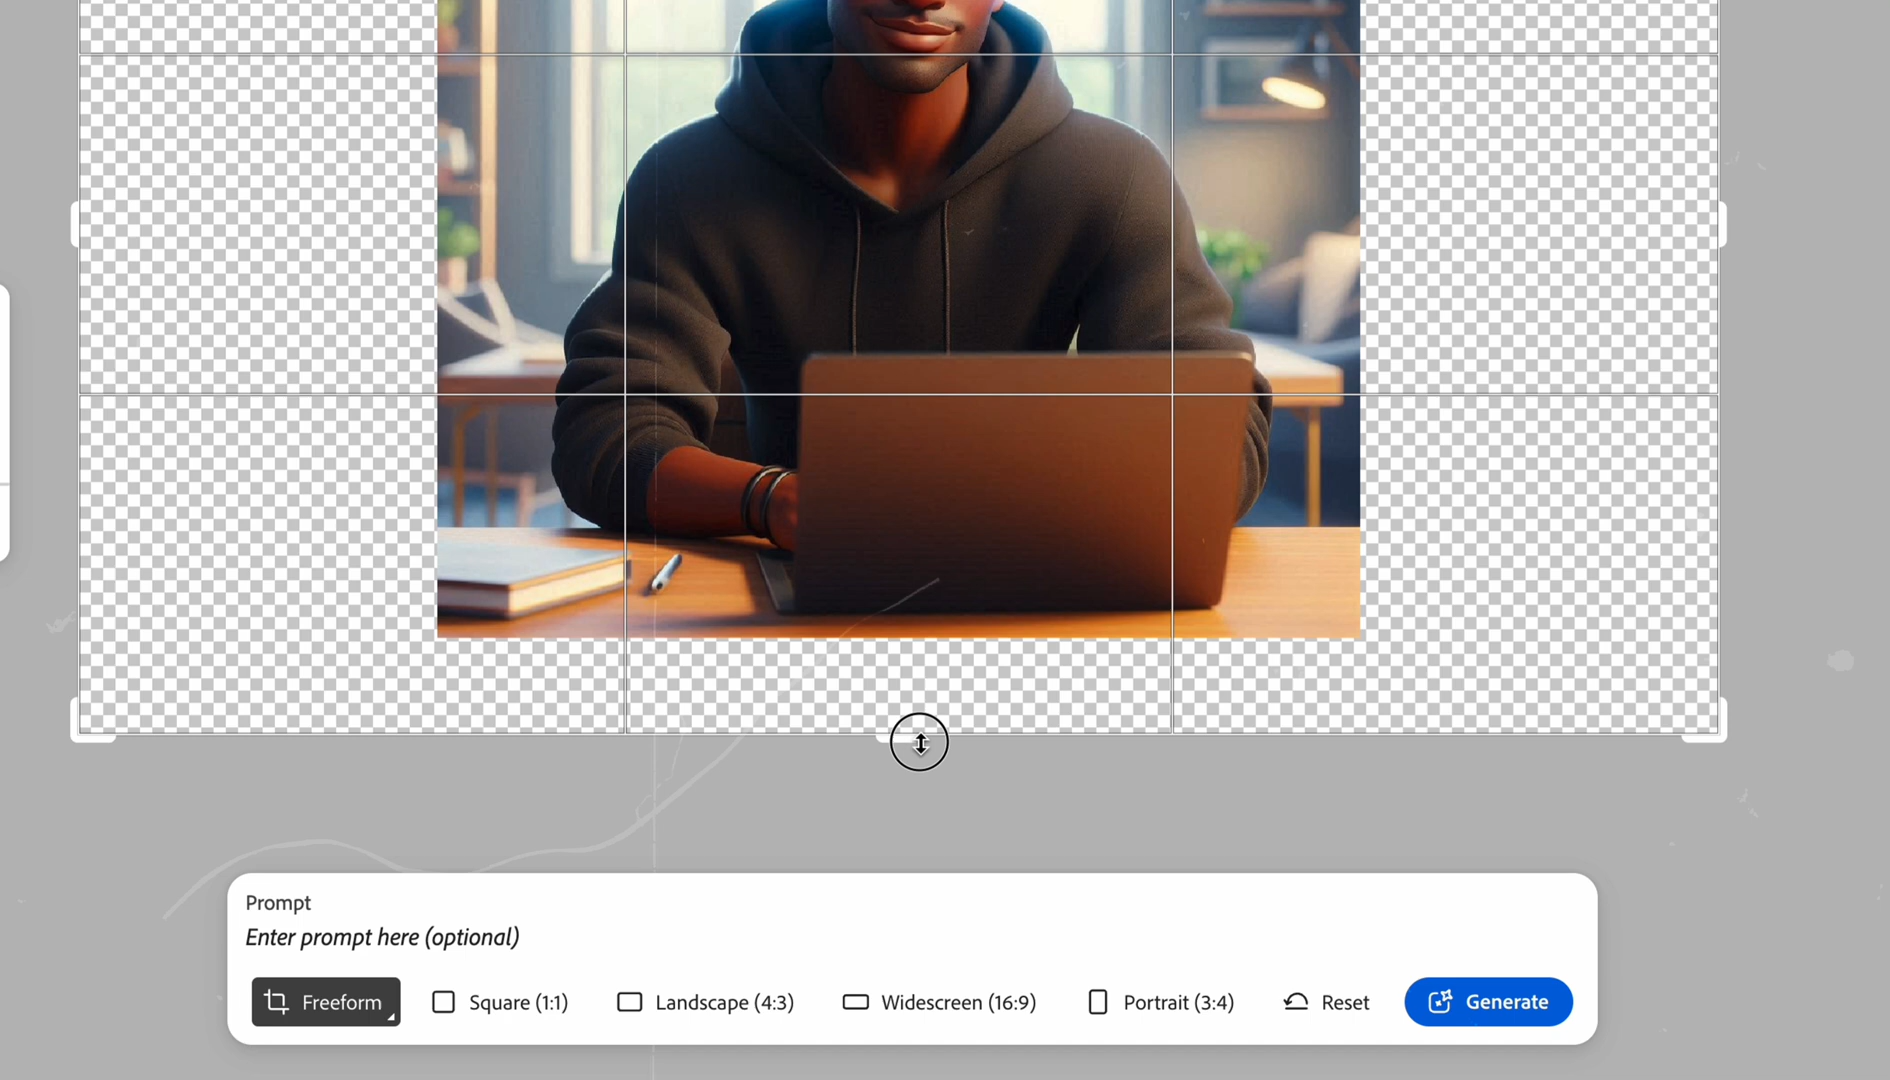 Prompt
Enter prompt here (optional)
Freeform Square (1:1) Landscape (4:3) Widescreen (16:9) Portrait (3:4) Reset Generate